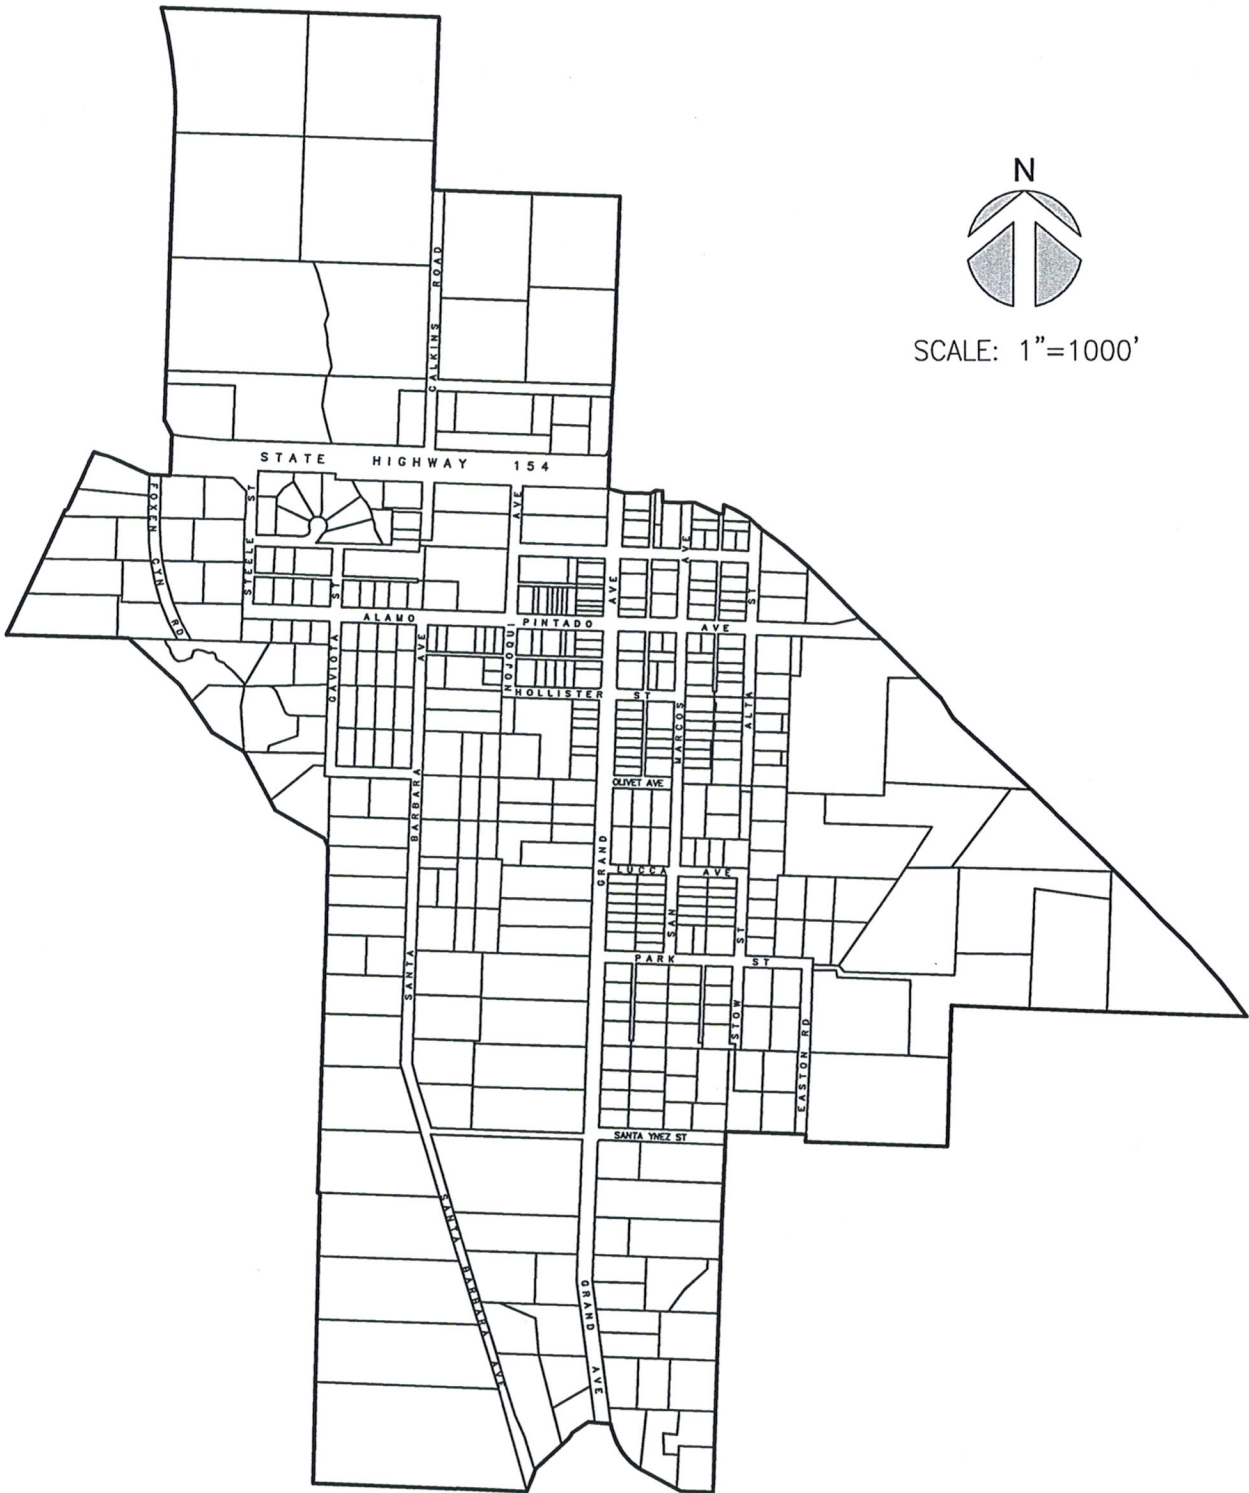 N
SCALE: 1"=1000'
CALKINS ROAD
STATE HIGHWAY 154
FOXEN CYN RD
STEELE ST
AVE
AVE
AVE
ST
ST
ALAMO PINTADO AVE
GAVIOTA
NOJOQUI
HOLLISTER ST
ALTA
MARCOS
OLIVET AVE
SANTA BARBARA AVE
GRAND
LUCCA AVE
SAN
ST
PARK ST
STOW
EASTON RD
SANTA YNEZ ST
SANTA BARBARA AVE
GRAND AVE